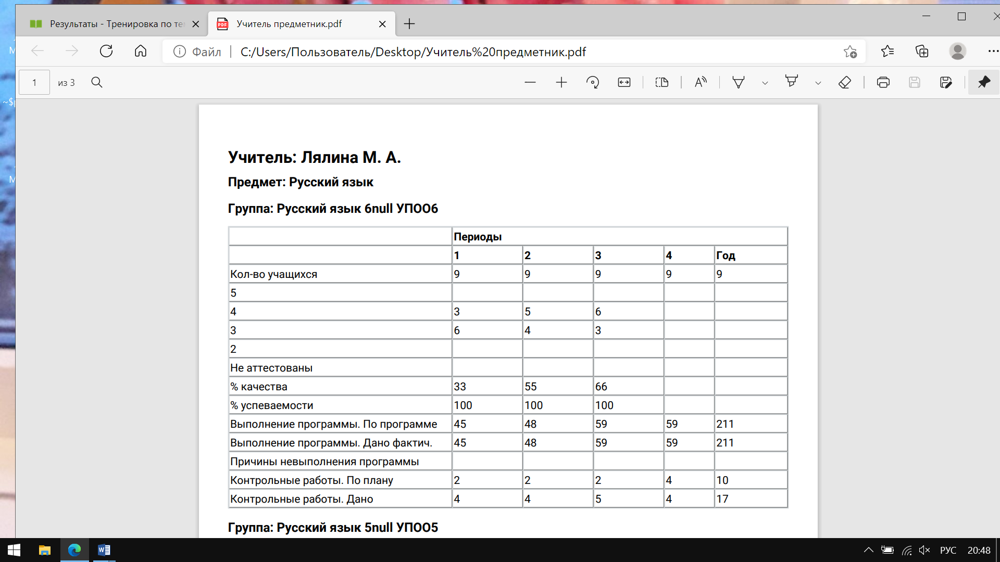 Результаты - Тренировка по те
Учитель предметник.pdf
Файл C:/Users/Пользователь/Desktop/Учитель%20предметник.pdf
1 из 3
Учитель: Лялина М. А.
Предмет: Русский язык
Группа: Русский язык 6null УПОО6
Периоды
1 2 3 4 Год
Кол-во учащихся 9 9 9 9 9
5
4 3 5 6
3 6 4 3
2
Не аттестованы
% качества 33 55 66
% успеваемости 100 100 100
Выполнение программы. По программе 45 48 59 59 211
Выполнение программы. Дано фактич. 45 48 59 59 211
Причины невыполнения программы
Контрольные работы. По плану 2 2 2 4 10
Контрольные работы. Дано 4 4 5 4 17
Группа: Русский язык 5null УПОО5
РУС 20:48